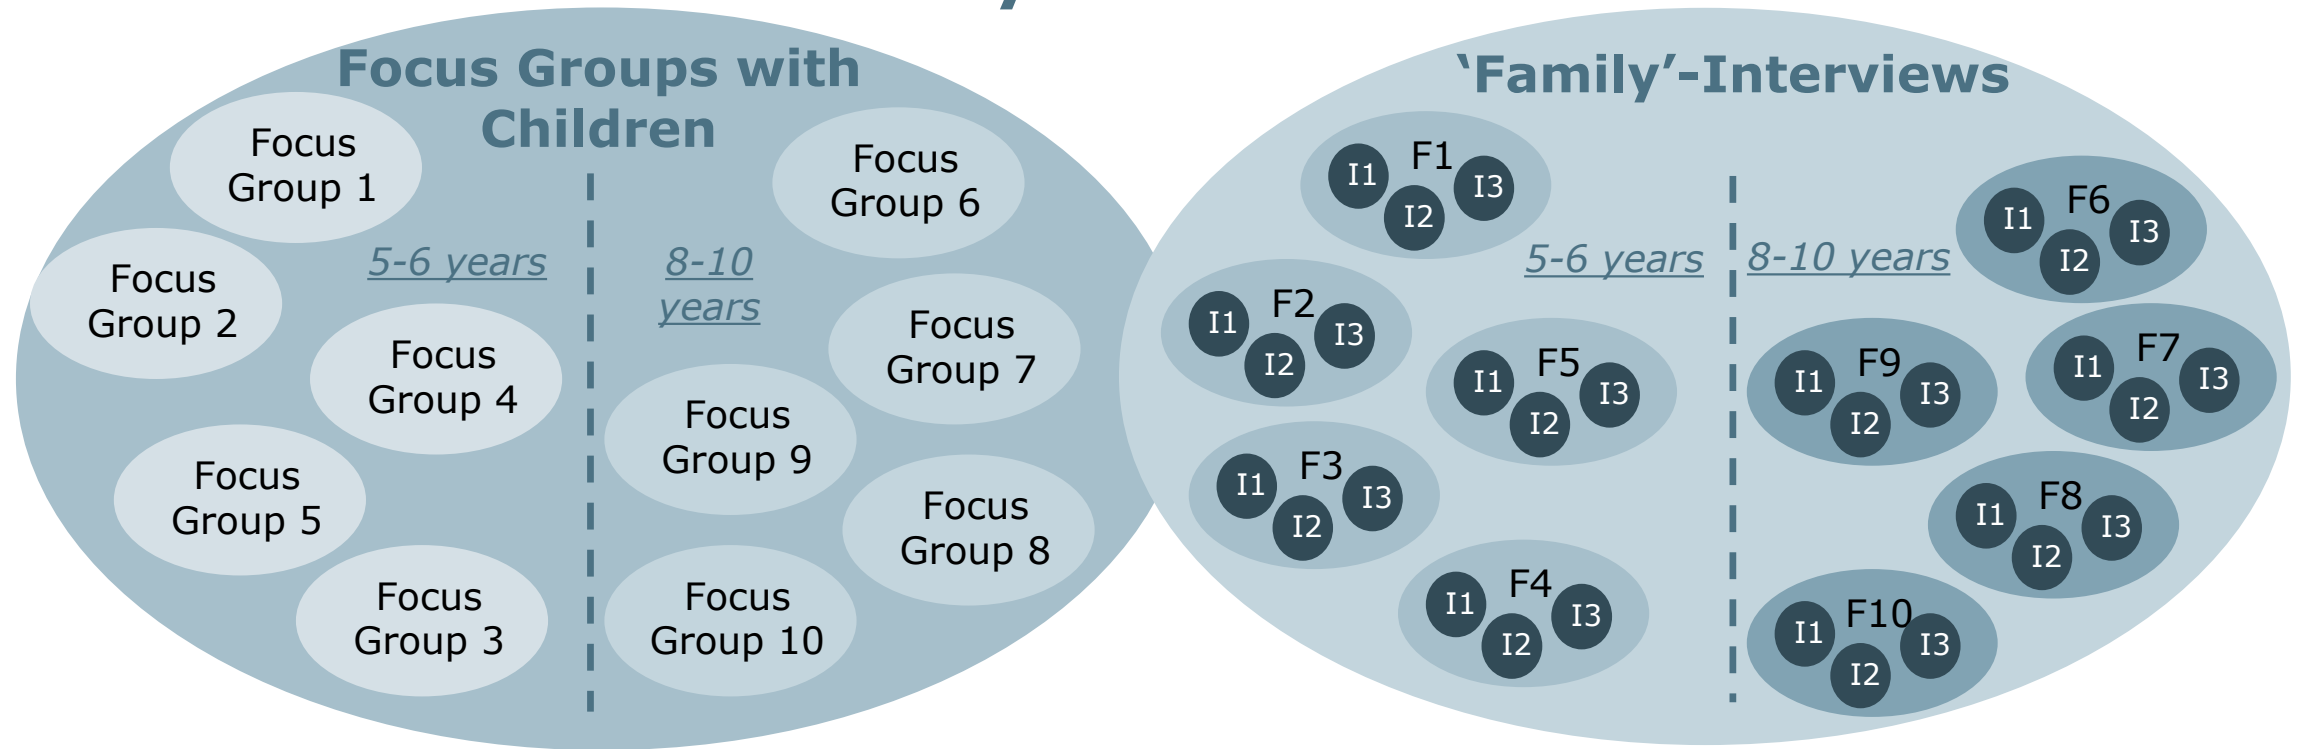 Focus Groups with
Children
Focus
Group 1
Focus
Group 2
5-6 years
Focus
Group 4
Focus
Group 5
Focus
Group 3
8-10
years
Focus
Group 6
Focus
Group 7
Focus
Group 9
Focus
Group 8
Focus
Group 10
‘Family’-Interviews
F1
I1
I2
I3
F2
I1
I2
I3
5-6 years
F5
I1
I2
I3
F3
I1
I2
I3
F4
I1
I2
I3
8-10 years
F6
I1
I2
I3
F9
I1
I2
I3
F7
I1
I2
I3
F8
I1
I2
I3
F10
I1
I2
I3